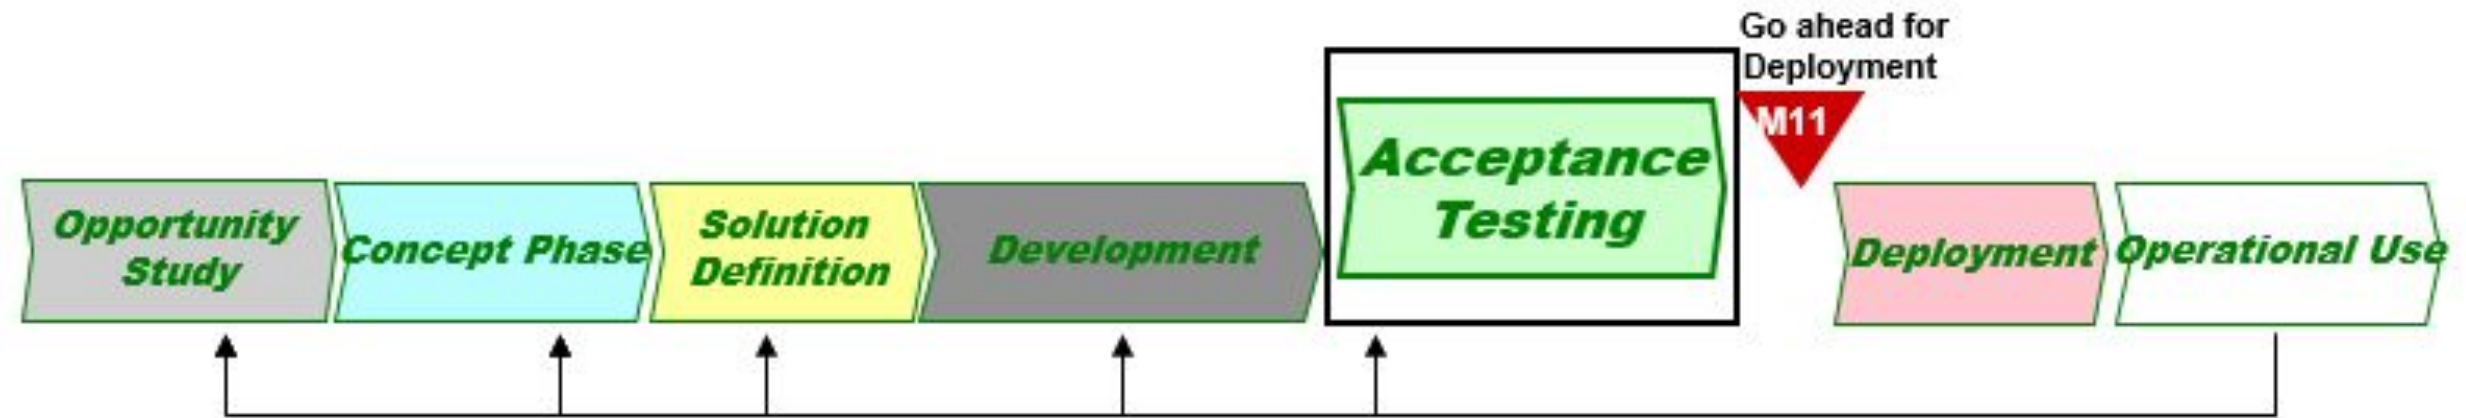 Go ahead for
Deployment
M11
Acceptance
Testing
Opportunity
Study
Concept Phase
Solution
Definition
Development
Deployment
Operational Use